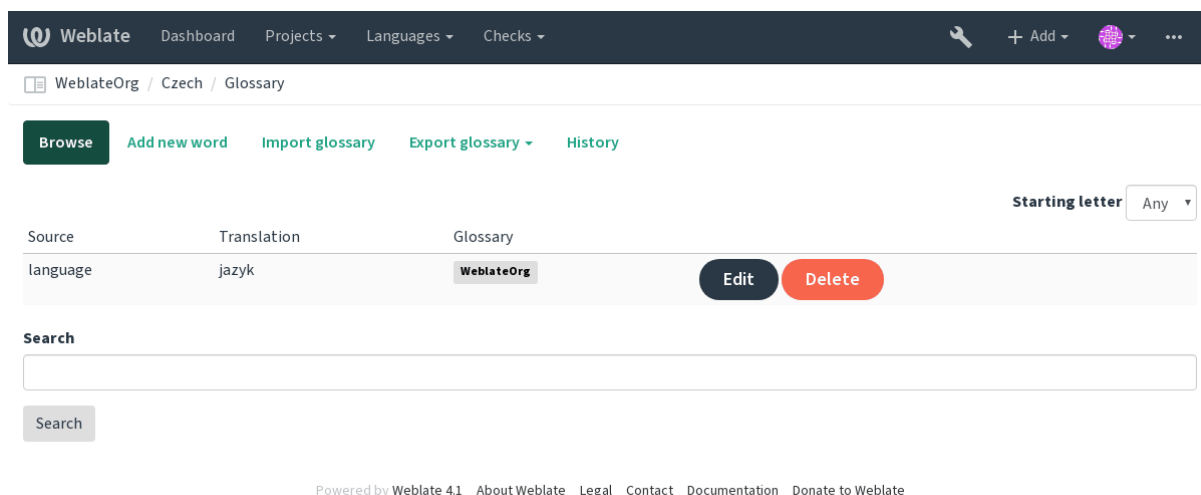 Weblate Dashboard Projects Languages Checks Add
WeblateOrg / Czech / Glossary
Browse Add new word Import glossary Export glossary History
Starting letter Any
Source Translation Glossary
language jazyk WeblateOrg Edit Delete
Search
Search
Powered by Weblate 4.1 About Weblate Legal Contact Documentation Donate to Weblate